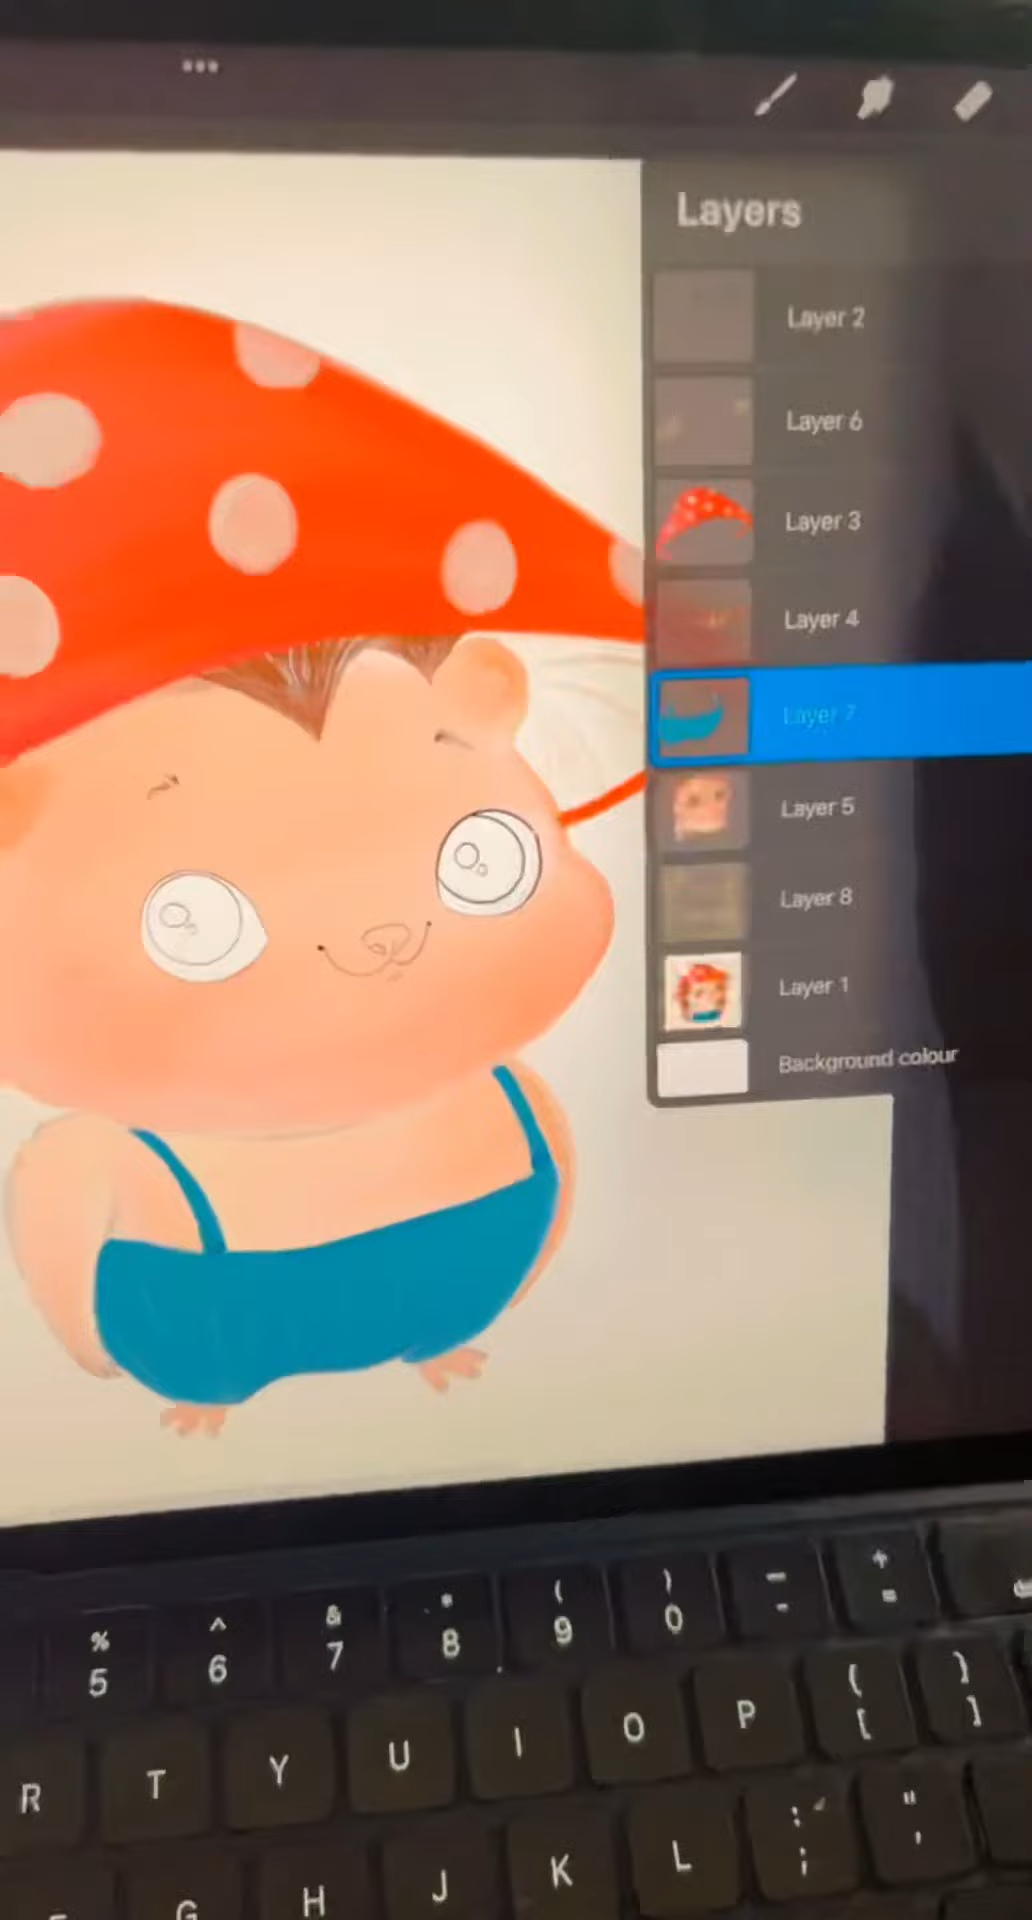 Layers
Layer 2
Layer 6
Layer 3
Layer 4
Layer 7
Layer 5
Layer 8
Layer 1
Background colour
% ^ & * ( ) – +
5 6 7 8 9 0 - =
R T Y U I O P { [ } ]
G H J K L : ; " '